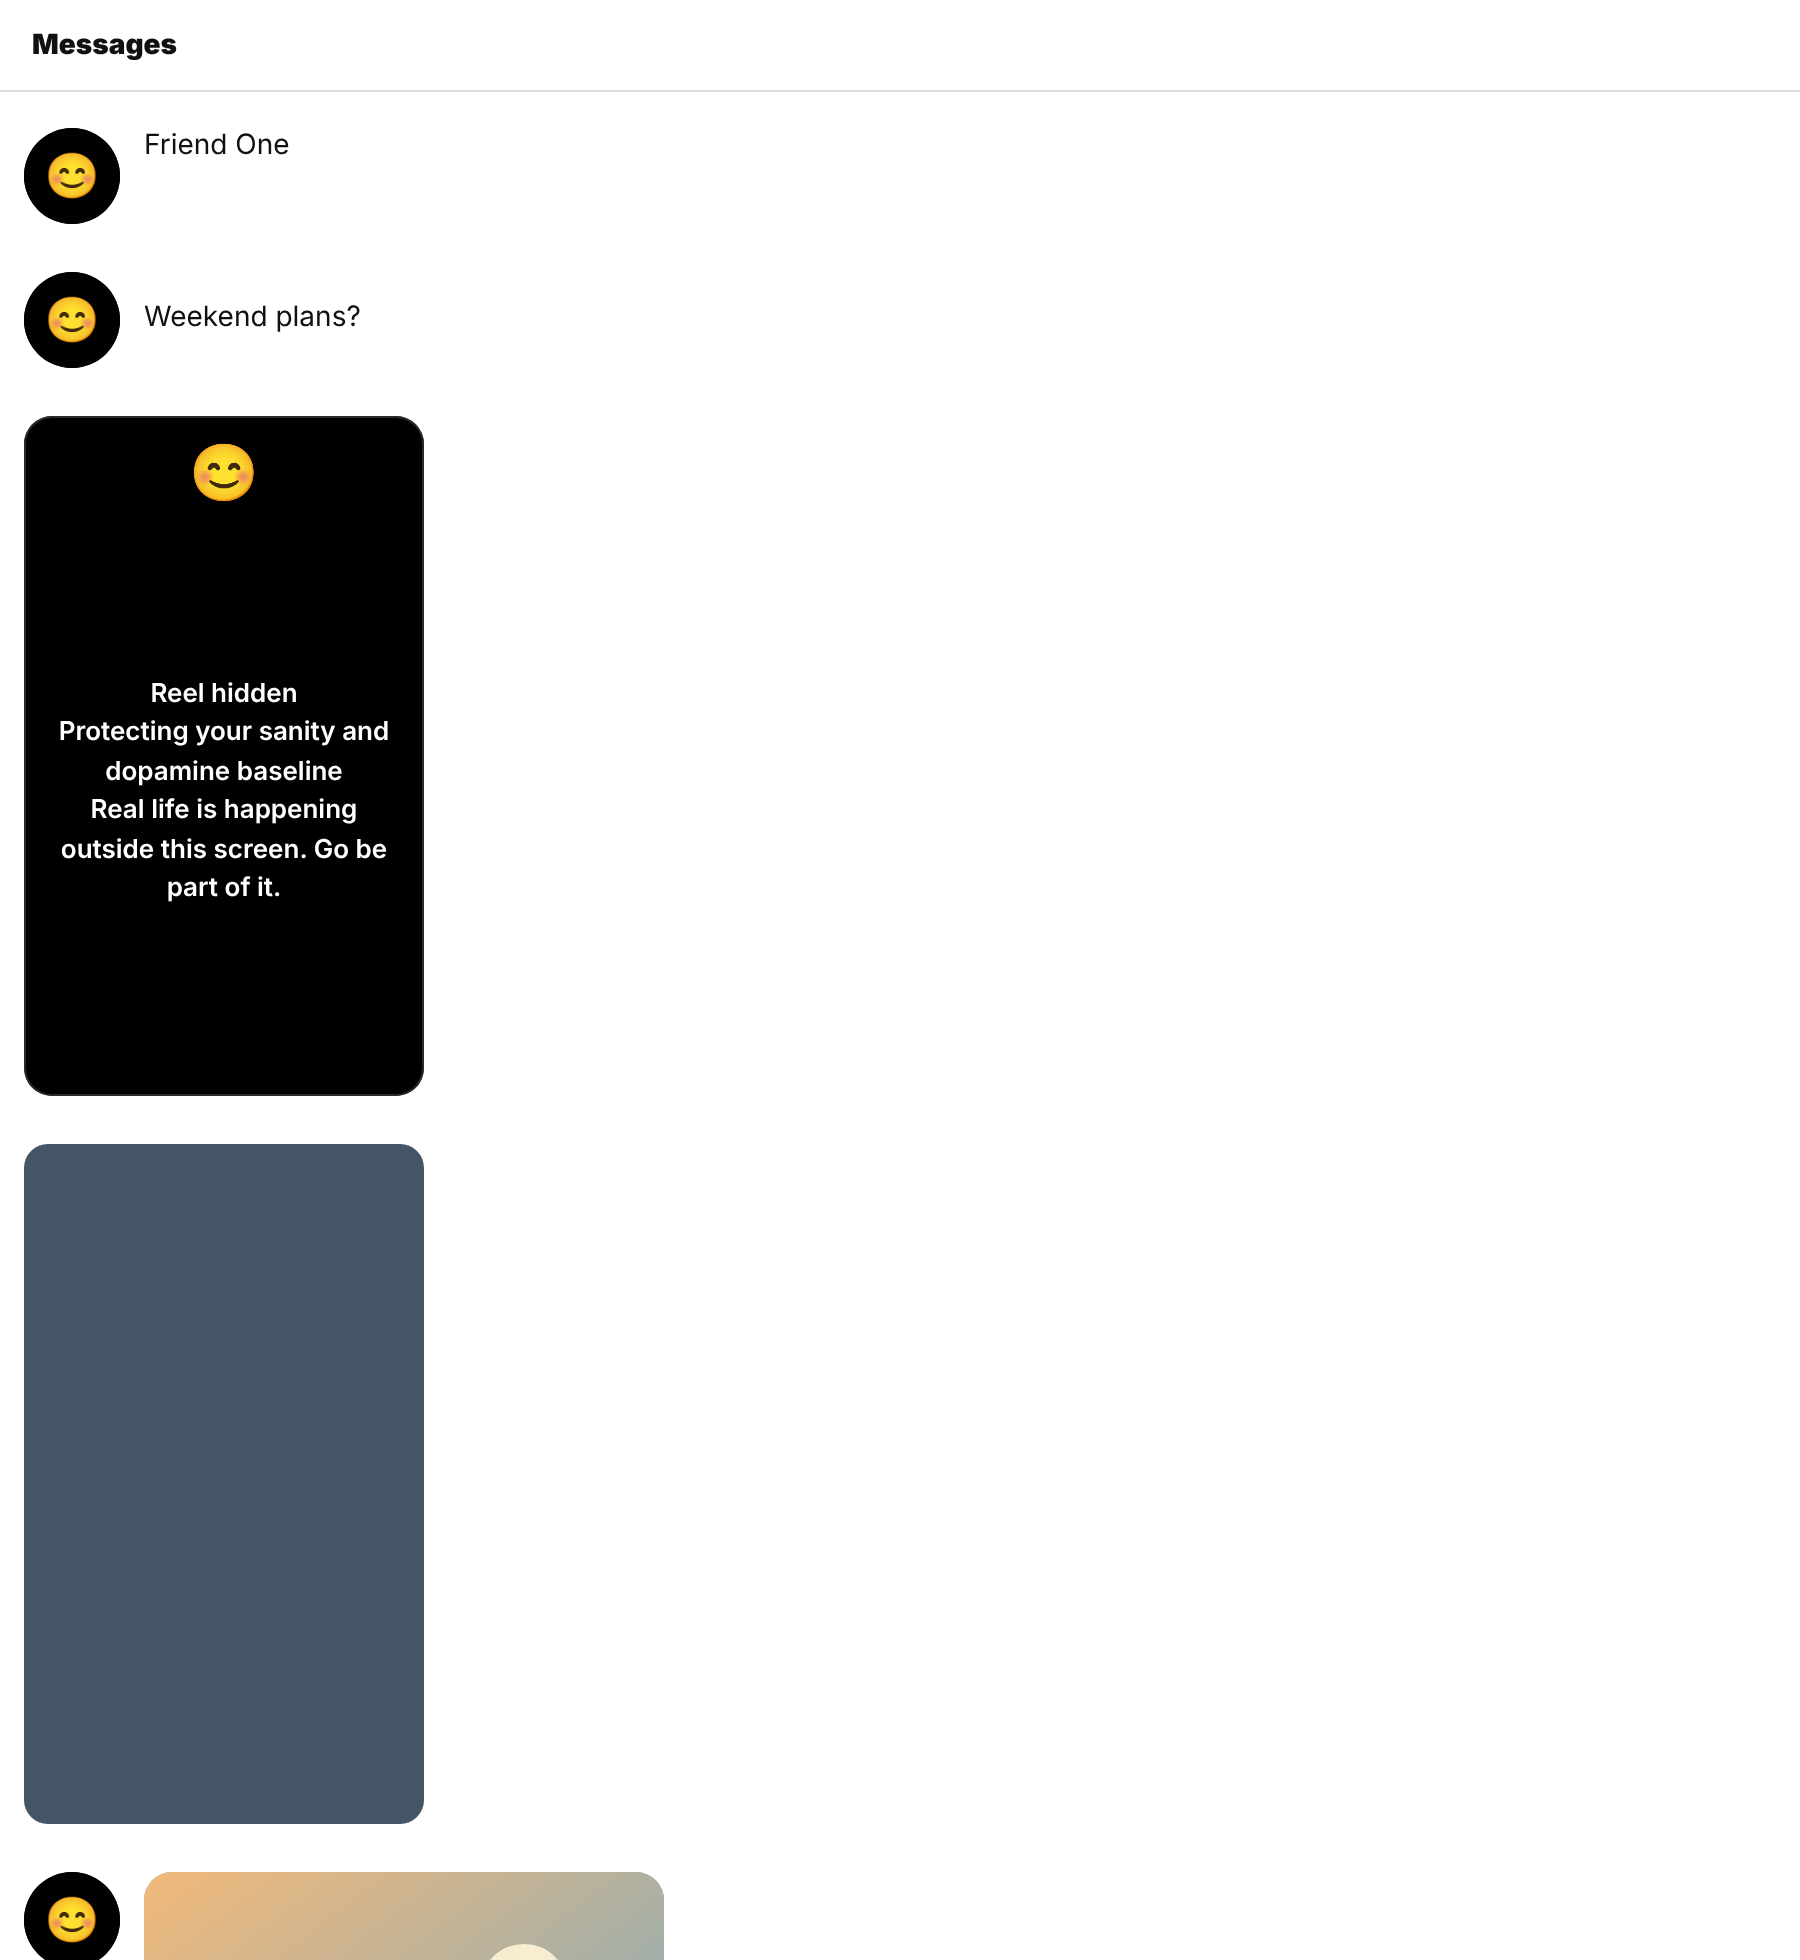 Messages
Friend One
Weekend plans?
Reel hidden
Protecting your sanity and
dopamine baseline
Real life is happening
outside this screen. Go be
part of it.